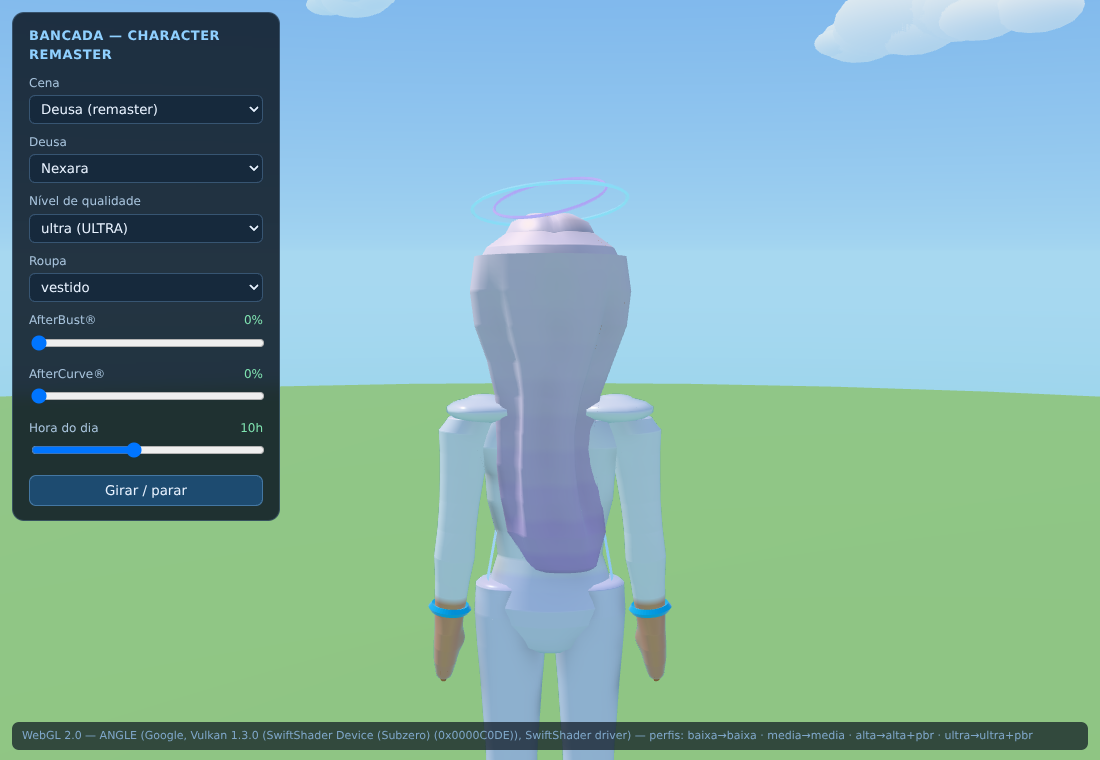 BANCADA — CHARACTER
REMASTER
Cena
Deusa (remaster)
Deusa
Nexara
Nível de qualidade
ultra (ULTRA)
Roupa
vestido
AfterBust® 0%
AfterCurve® 0%
Hora do dia 10h
Girar / parar
WebGL 2.0 — ANGLE (Google, Vulkan 1.3.0 (SwiftShader Device (Subzero) (0x0000C0DE)), SwiftShader driver) — perfis: baixa→baixa · media→media · alta→alta+pbr · ultra→ultra+pbr